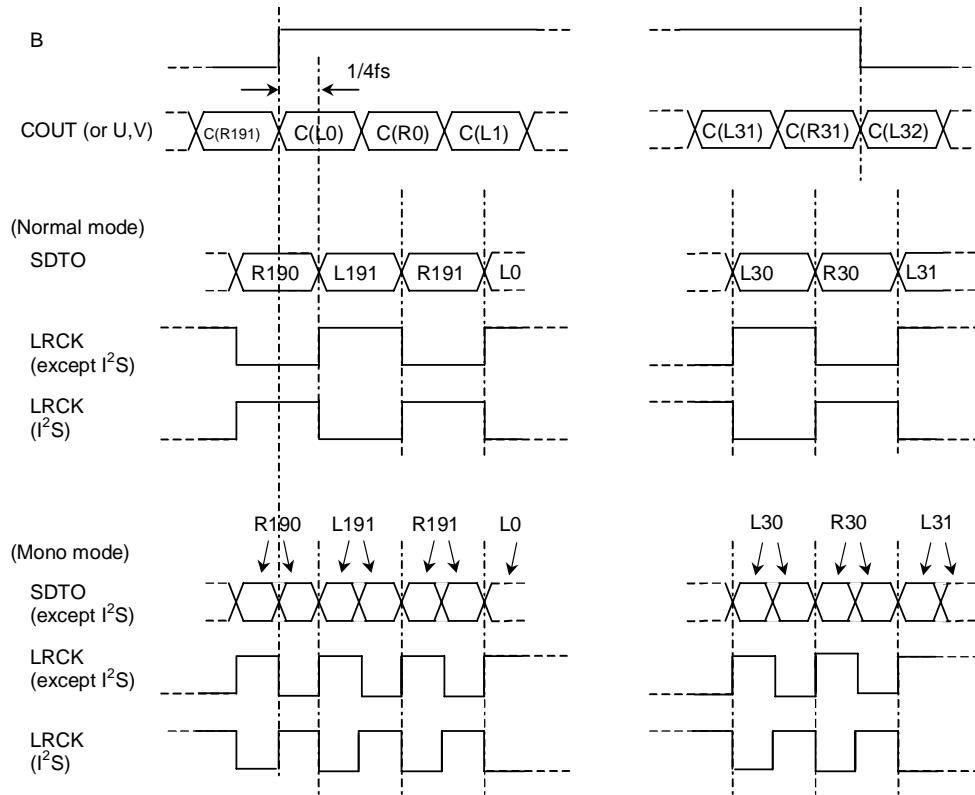 B
1/4fs
COUT (or U,V)
C(R191) C(L0) C(R0) C(L1) C(L31) C(R31) C(L32)
(Normal mode)
SDTO
R190 L191 R191 L0 L30 R30 L31
LRCK
(except I²S)
LRCK
(I²S)
R190 L191 R191 L0 L30 R30 L31
(Mono mode)
SDTO
(except I²S)
LRCK
(except I²S)
LRCK
(I²S)